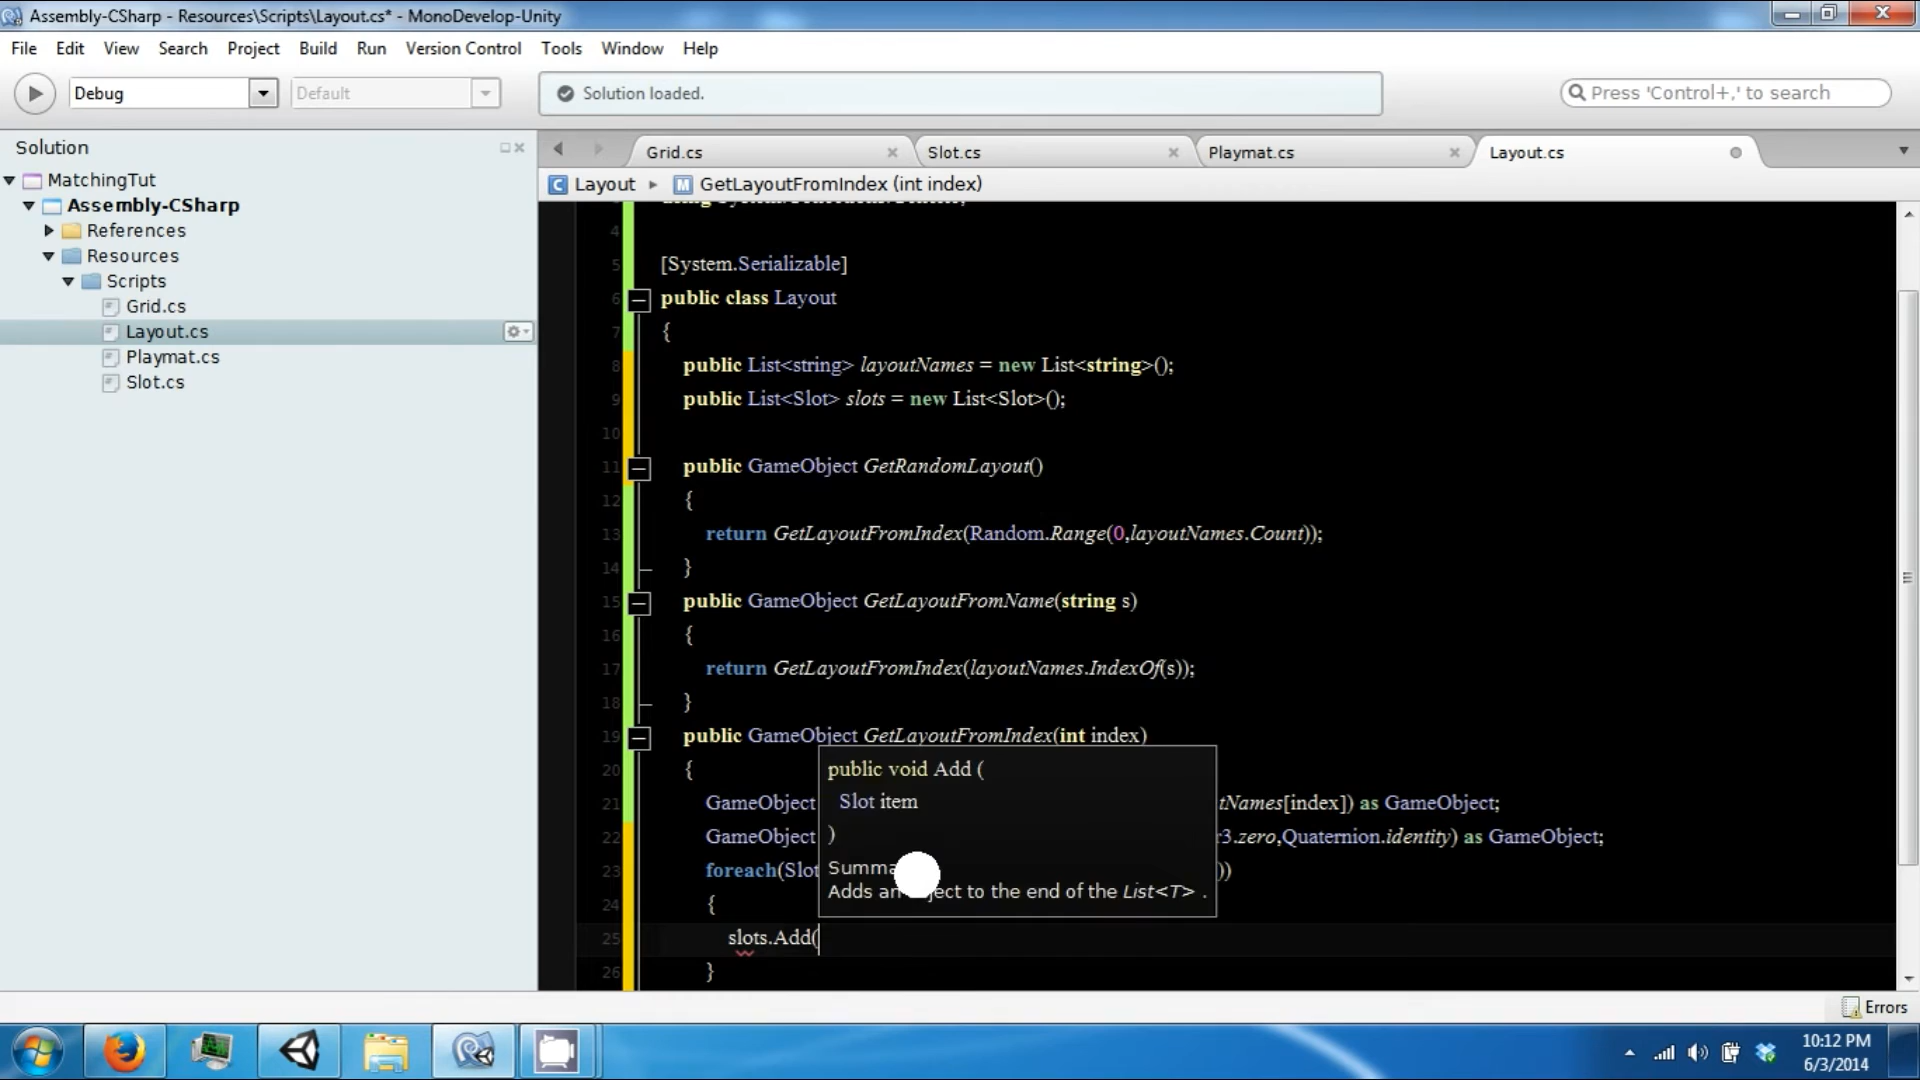 Assembly-CSharp - Resources\Scripts\Layout.cs* - MonoDevelop-Unity
File Edit View Search Project Build Run Version Control Tools Window Help
Debug Default Solution loaded. Press 'Control+,' to search
Solution
MatchingTut
Assembly-CSharp
References
Resources
Scripts
Grid.cs
Layout.cs
Playmat.cs
Slot.cs
Grid.cs Slot.cs Playmat.cs Layout.cs
Layout GetLayoutFromIndex (int index)
4
5 [System.Serializable]
6 public class Layout
7 {
8 public List<string> layoutNames = new List<string>();
9 public List<Slot> slots = new List<Slot>();
10
11 public GameObject GetRandomLayout()
12 {
13 return GetLayoutFromIndex(Random.Range(0,layoutNames.Count));
14 }
15 public GameObject GetLayoutFromName(string s)
16 {
17 return GetLayoutFromIndex(layoutNames.IndexOf(s));
18 }
19 public GameObject GetLayoutFromIndex(int index)
20 {
21 GameObject tNames[index]) as GameObject;
22 GameObject r3.zero,Quaternion.identity) as GameObject;
23 foreach(Slot ))
24 {
25 slots.Add(
26 }
public void Add (
Slot item
)
Summa
Adds an ject to the end of the List<T> .
Errors
10:12 PM
6/3/2014